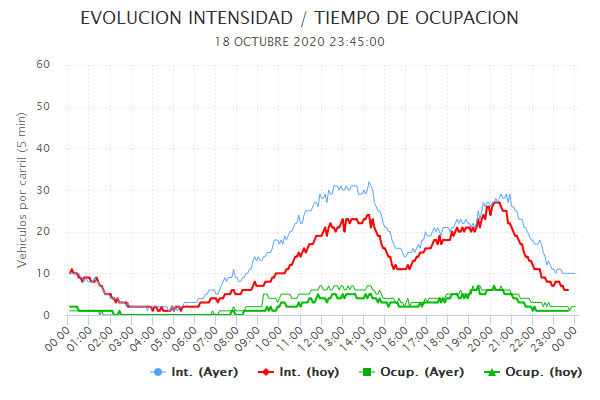 EVOLUCION INTENSIDAD / TIEMPO DE OCUPACION
18 OCTUBRE 2020 23:45:00
Vehiculos por carril (5 min)
60
50
40
30
20
10
0
00:00 01:00 02:00 03:00 04:00 05:00 06:00 07:00 08:00 09:00 10:00 11:00 12:00 13:00 14:00 15:00 16:00 17:00 18:00 19:00 20:00 21:00 22:00 23:00 00:00
Int. (Ayer) Int. (hoy) Ocup. (Ayer) Ocup. (hoy)